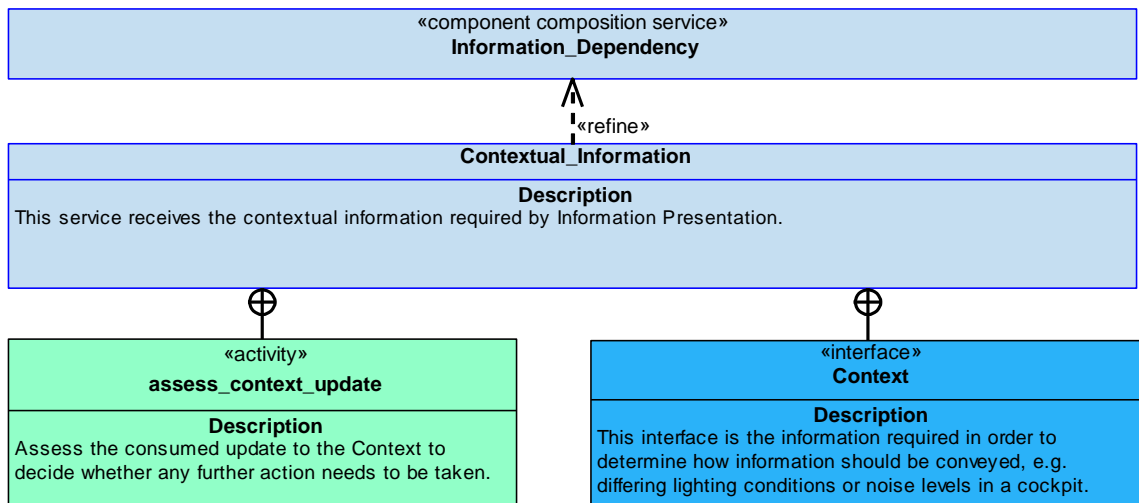 «component composition service»
Information_Dependency
«refine»
Contextual_Information
Description
This service receives the contextual information required by Information Presentation.
«activity»
assess_context_update
Description
Assess the consumed update to the Context to
decide whether any further action needs to be taken.
«interface»
Context
Description
This interface is the information required in order to
determine how information should be conveyed, e.g.
differing lighting conditions or noise levels in a cockpit.